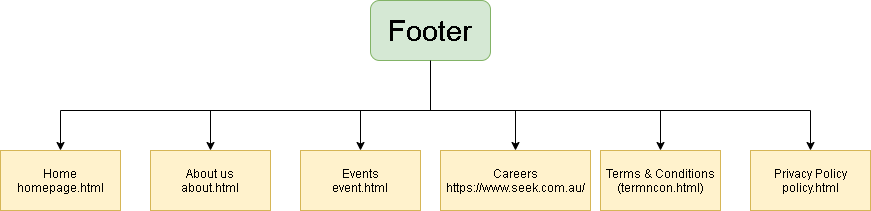 Footer
Home
homepage.html
About us
about.html
Events
event.html
Careers
https://www.seek.com.au/
Terms & Conditions
(termncon.html)
Privacy Policy
policy.html